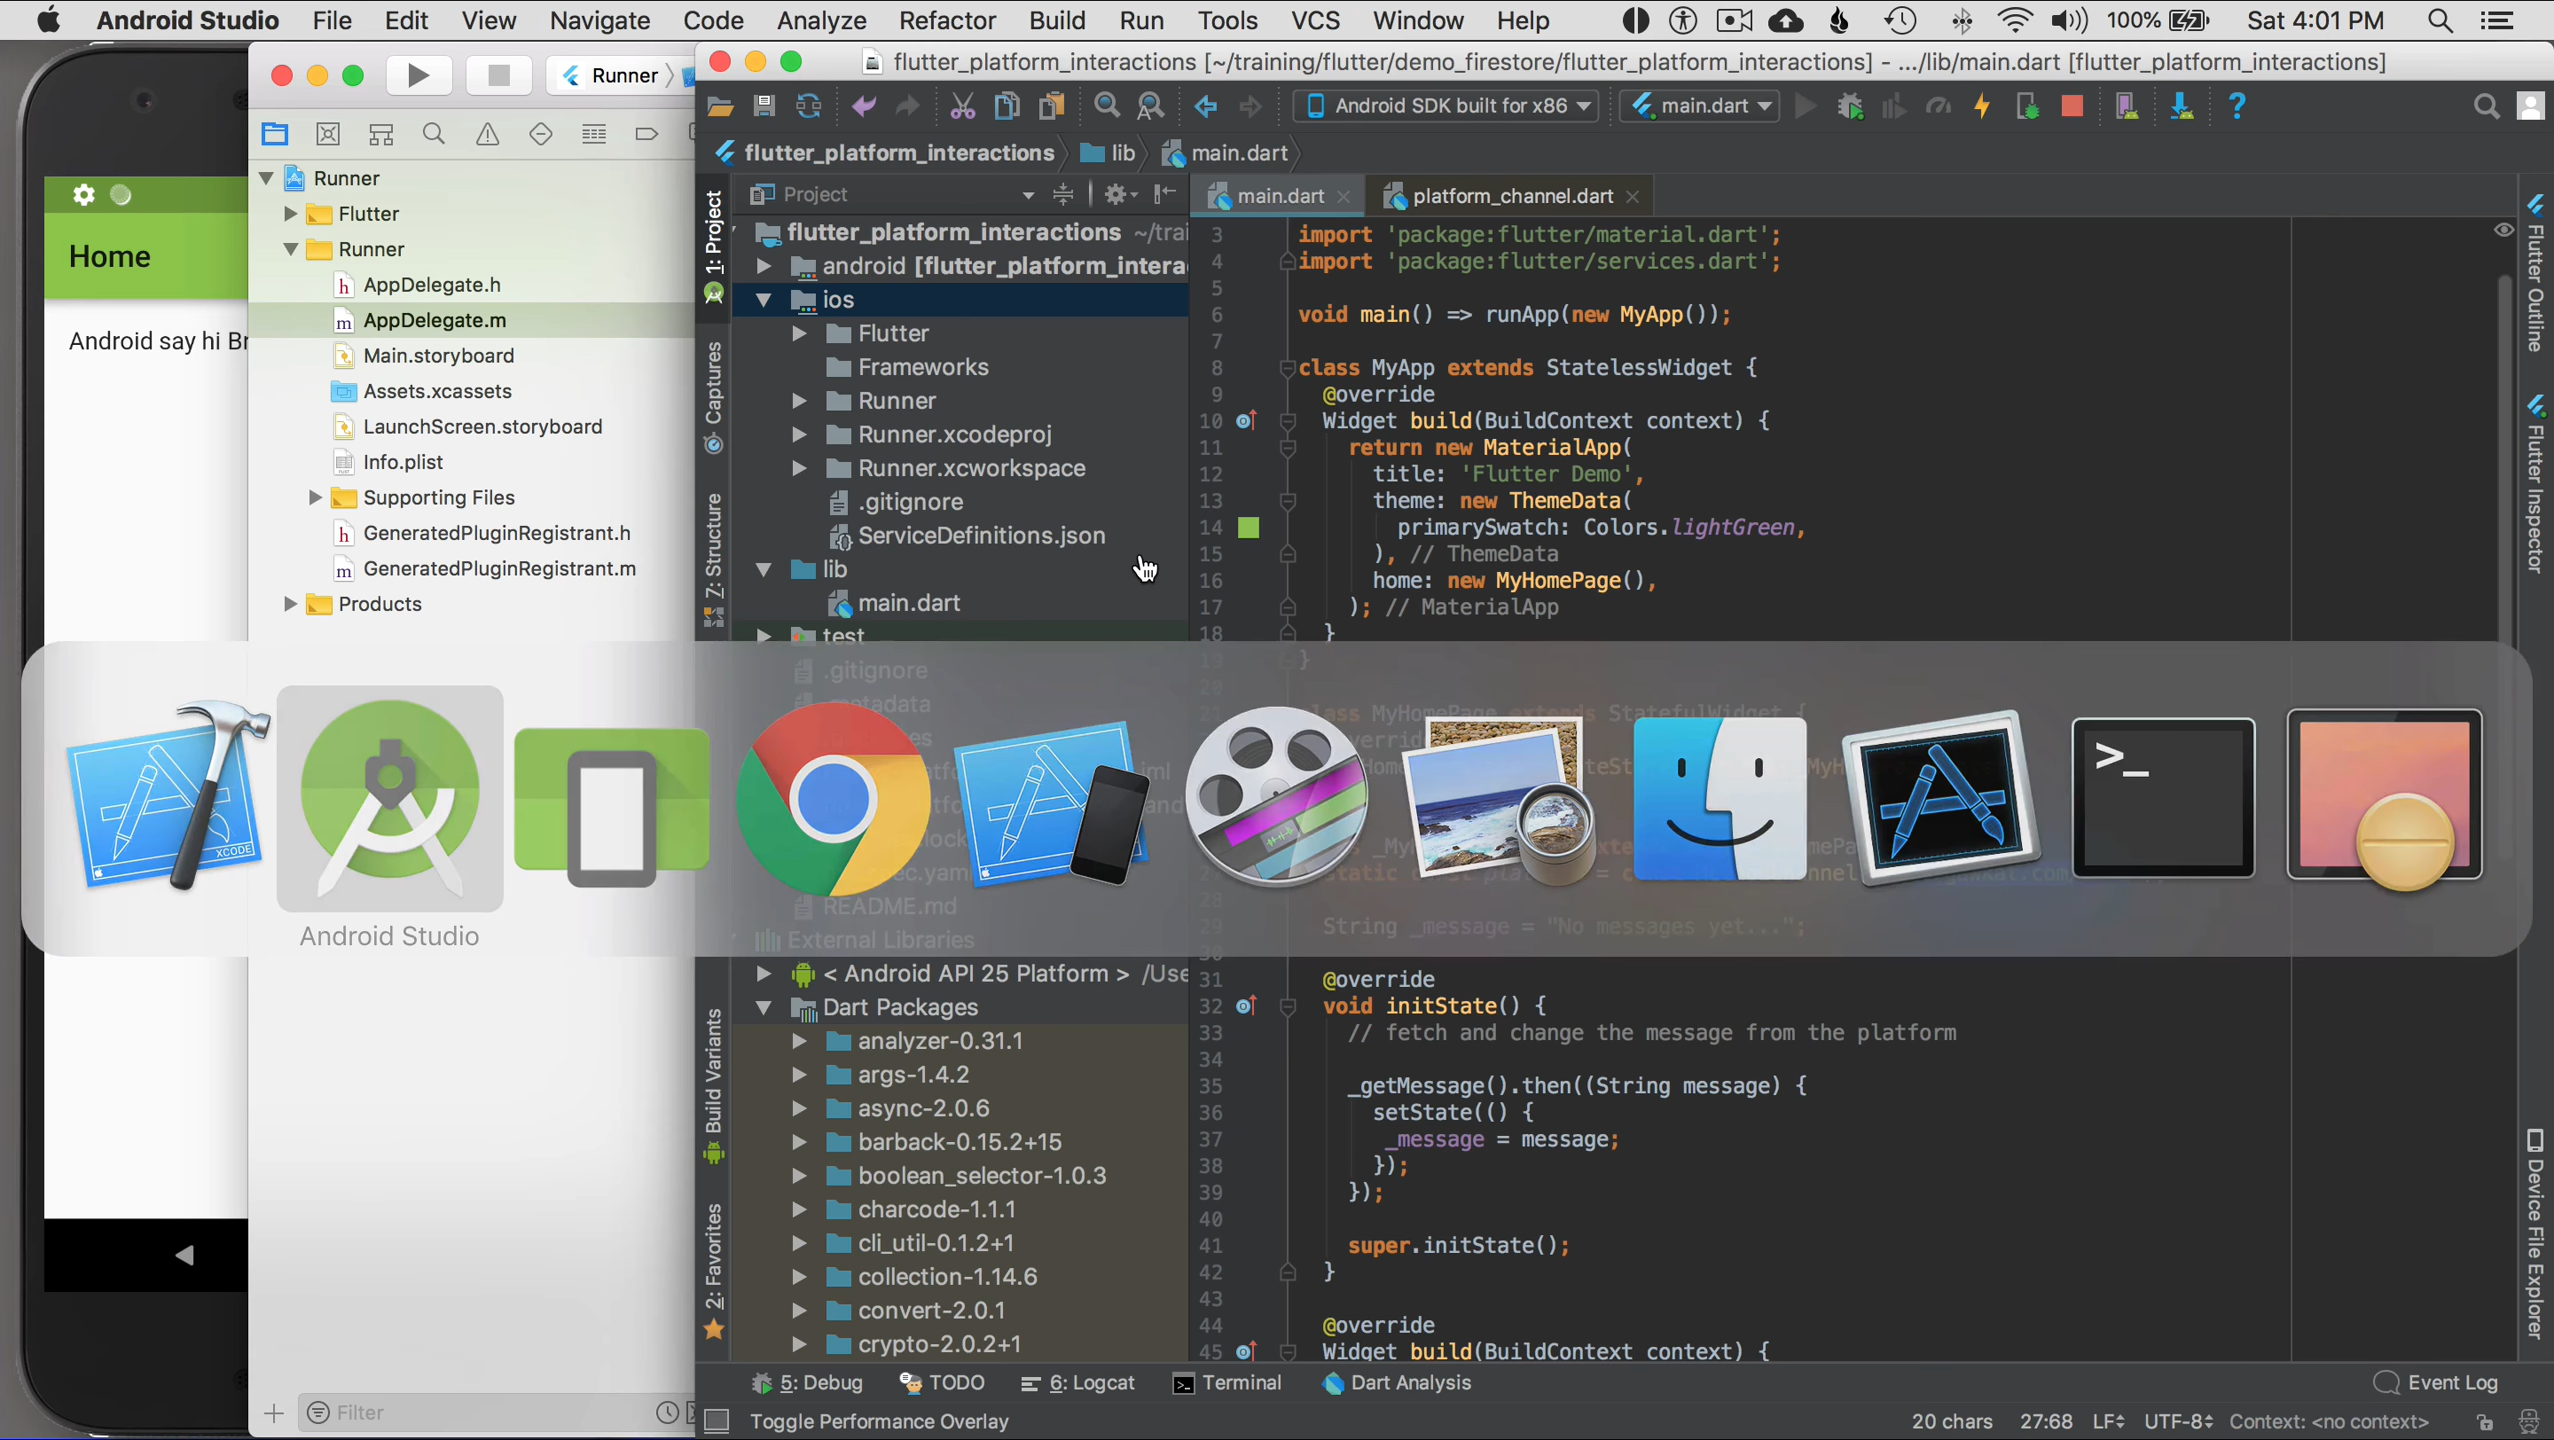 Android Studio File Edit View Navigate Code Analyze Refactor Build Run Tools VCS Window Help 100% Sat 4:01 PM
Runner
flutter_platform_interactions [~/training/flutter/demo_firestore/flutter_platform_interactions] - .../lib/main.dart [flutter_platform_interactions]
Android SDK built for x86 main.dart
flutter_platform_interactions lib main.dart
Home
Android say hi Br
Runner
Flutter
Runner
AppDelegate.h
AppDelegate.m
Main.storyboard
Assets.xcassets
LaunchScreen.storyboard
Info.plist
Supporting Files
GeneratedPluginRegistrant.h
GeneratedPluginRegistrant.m
Products
Filter
1: Project
Captures
7: Structure
Build Variants
2: Favorites
Project
flutter_platform_interactions ~/trai
android [flutter_platform_intera
ios
Flutter
Frameworks
Runner
Runner.xcodeproj
Runner.xcworkspace
.gitignore
ServiceDefinitions.json
lib
main.dart
test
.gitignore
README.md
External Libraries
< Android API 25 Platform > /Use
Dart Packages
analyzer-0.31.1
args-1.4.2
async-2.0.6
barback-0.15.2+15
boolean_selector-1.0.3
charcode-1.1.1
cli_util-0.1.2+1
collection-1.14.6
convert-2.0.1
crypto-2.0.2+1
main.dart platform_channel.dart
3 import 'package:flutter/material.dart';
4 import 'package:flutter/services.dart';
5
6 void main() => runApp(new MyApp());
7
8 class MyApp extends StatelessWidget {
9 @override
10 Widget build(BuildContext context) {
11 return new MaterialApp(
12 title: 'Flutter Demo',
13 theme: new ThemeData(
14 primarySwatch: Colors.lightGreen,
15 ), // ThemeData
16 home: new MyHomePage(),
17 ); // MaterialApp
18 }
19 }
20
29 String _message = "No messages yet...";
30
31 @override
32 void initState() {
33 // fetch and change the message from the platform
34
35 _getMessage().then((String message) {
36 setState(() {
37 _message = message;
38 });
39 });
40
41 super.initState();
42 }
43
44 @override
45 Widget build(BuildContext context) {
XCODE
>_
Android Studio
Flutter Outline
Flutter Inspector
Device File Explorer
5: Debug TODO 6: Logcat Terminal Dart Analysis Event Log
Toggle Performance Overlay 20 chars 27:68 LF UTF-8 Context: <no context>